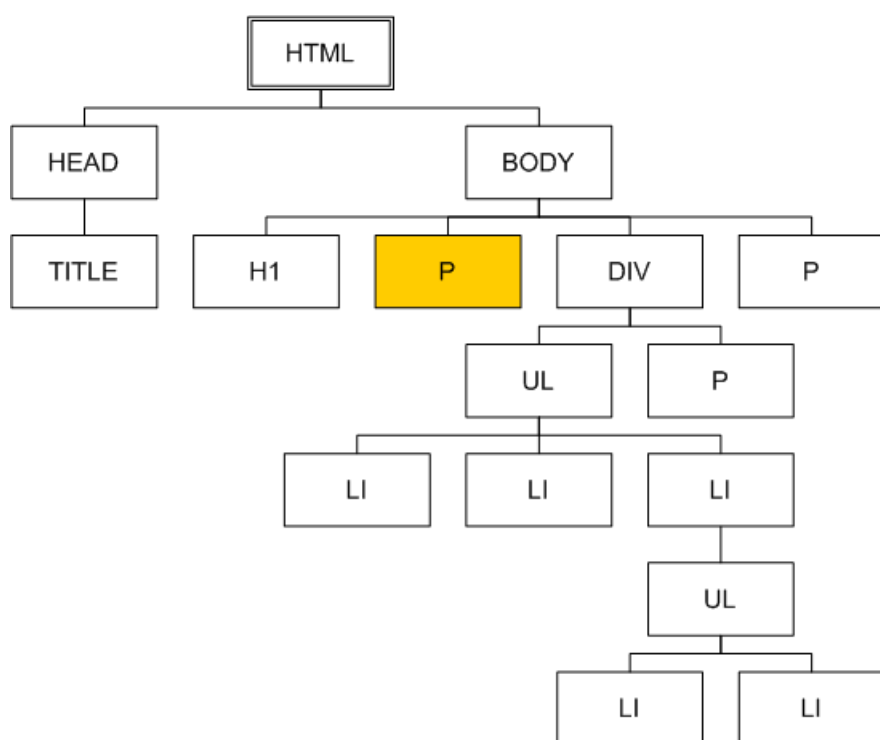 HTML
HEAD BODY
TITLE H1 P DIV P
UL P
LI LI LI
UL
LI LI